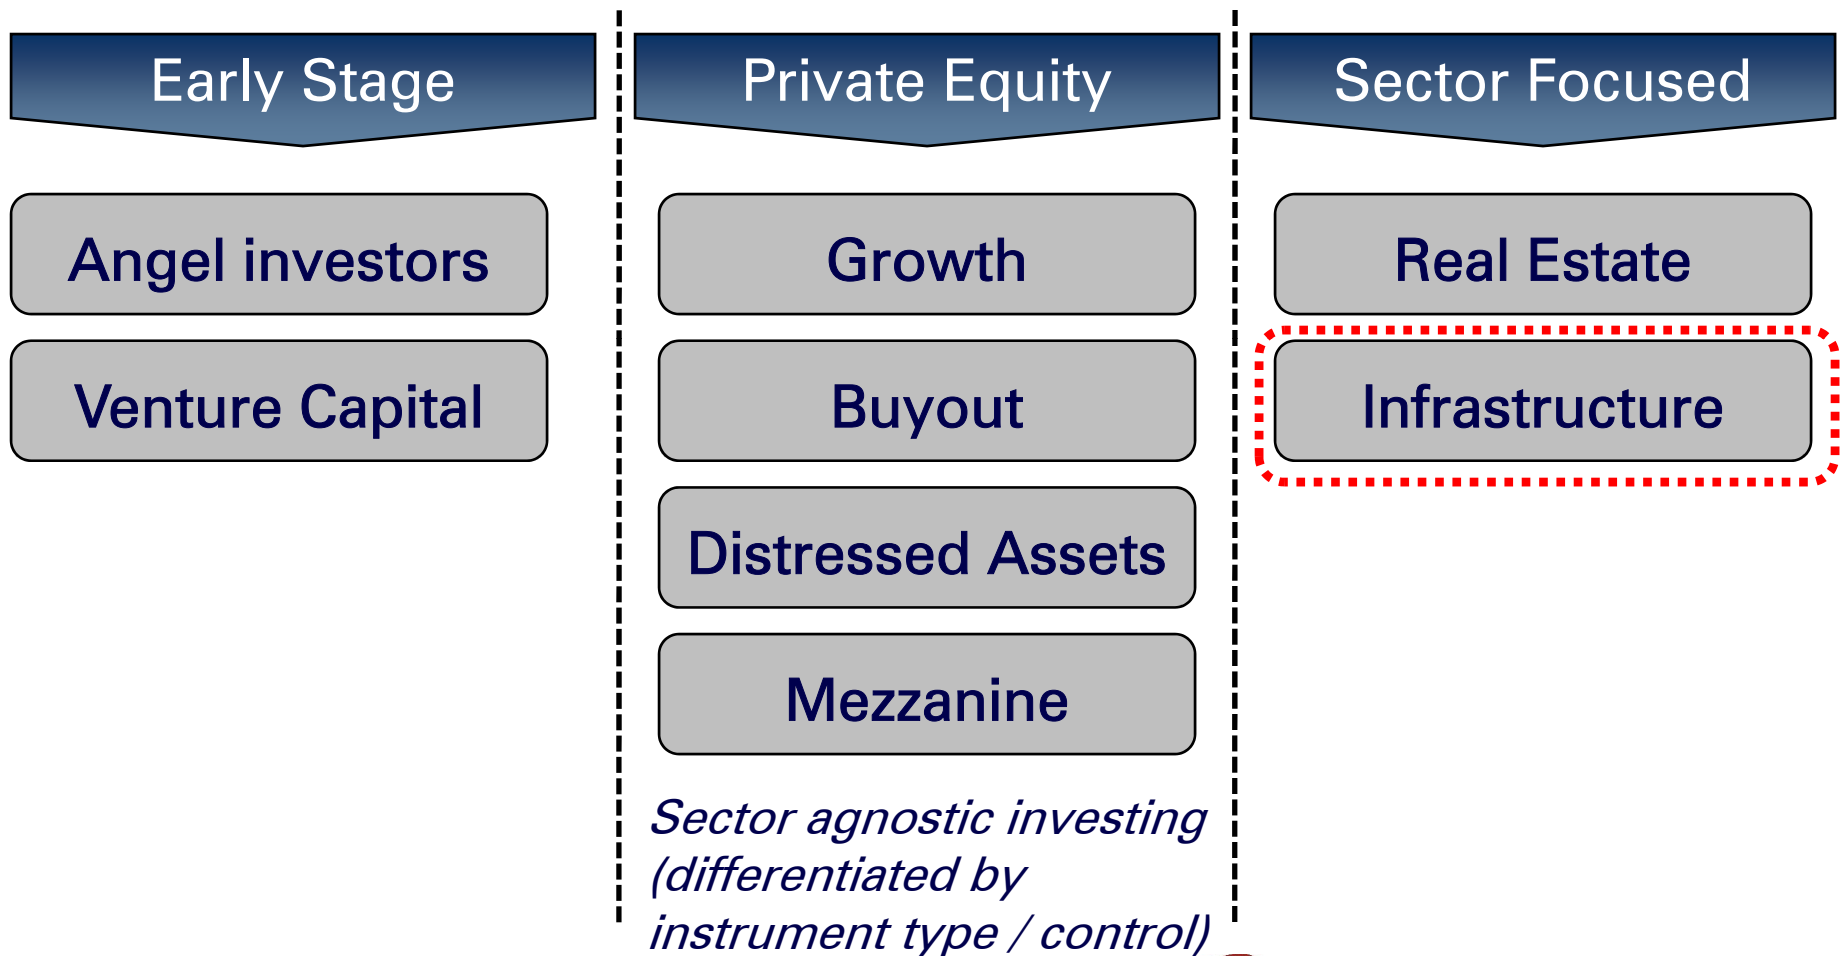 Early Stage
Private Equity
Sector Focused
Angel investors
Growth
Real Estate
Venture Capital
Buyout
Infrastructure
Distressed Assets
Mezzanine
Sector agnostic investing
(differentiated by
instrument type / control)